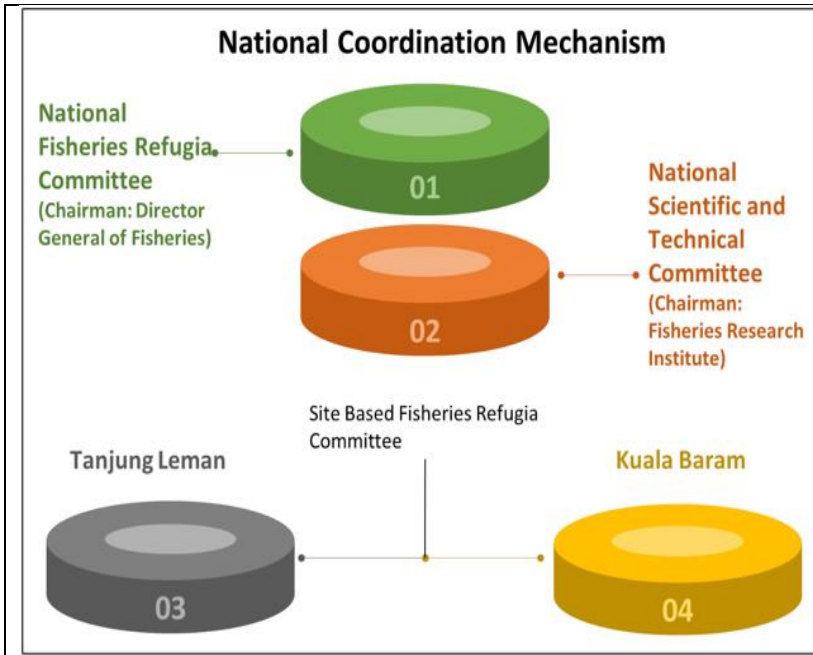 National Coordination Mechanism
National
Fisheries Refugia
Committee
(Chairman: Director
General of Fisheries)
01
National
Scientific and
Technical
Committee
(Chairman:
Fisheries Research
Institute)
02
Site Based Fisheries Refugia
Committee
Tanjung Leman
Kuala Baram
03
04